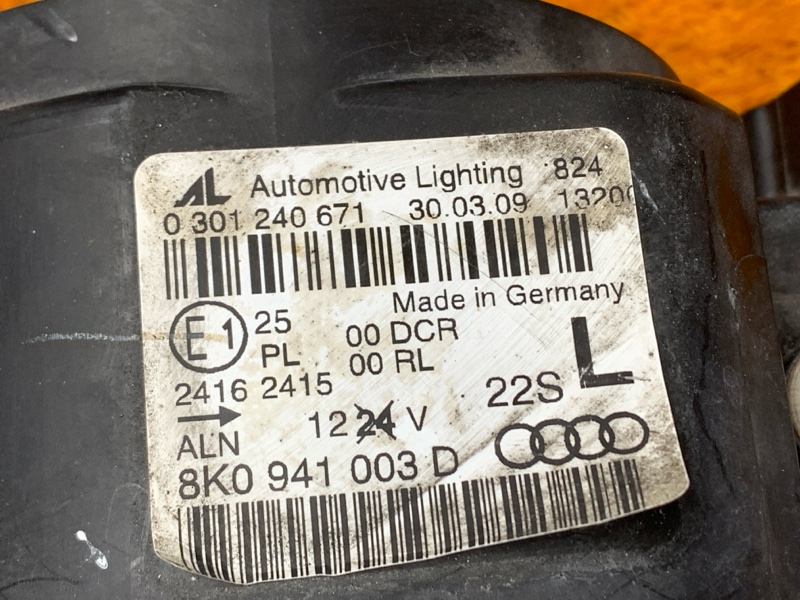 AL Automotive Lighting 824
0 301 240 671 30.03.09 1320
Made in Germany
E1 25 00 DCR
PL 00 RL
2416 2415 22S L
ALN 12 24 V
8K0 941 003 D